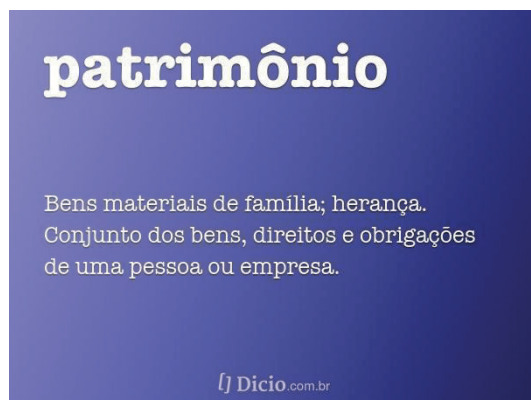 patrimônio
Bens materiais de família; herança.
Conjunto dos bens, direitos e obrigações
de uma pessoa ou empresa.
[] Dicio.com.br